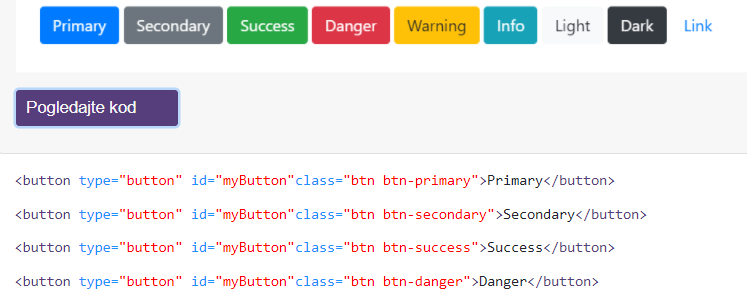 Primary Secondary Success Danger Warning Info Light Dark Link
Pogledajte kod
<button type="button" id="myButton"class="btn btn-primary">Primary</button>
<button type="button" id="myButton"class="btn btn-secondary">Secondary</button>
<button type="button" id="myButton"class="btn btn-success">Success</button>
<button type="button" id="myButton"class="btn btn-danger">Danger</button>